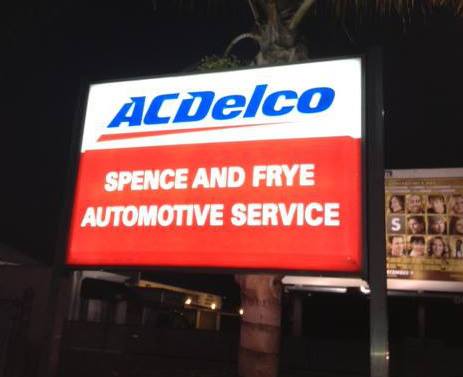 ACDelco
SPENCE AND FRYE
AUTOMOTIVE SERVICE
S